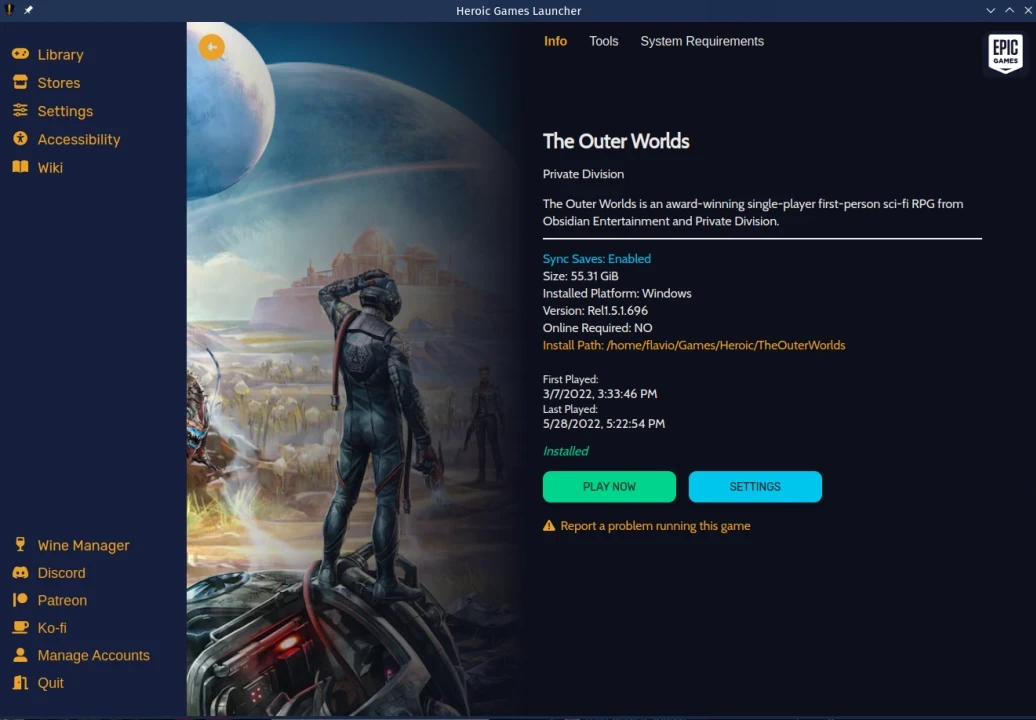 Heroic Games Launcher
Library
Stores
Settings
Accessibility
Wiki
Wine Manager
Discord
Patreon
Ko-fi
Manage Accounts
Quit
Info Tools System Requirements
EPIC
GAMES
The Outer Worlds
Private Division
The Outer Worlds is an award-winning single-player first-person sci-fi RPG from
Obsidian Entertainment and Private Division.
Sync Saves: Enabled
Size: 55.31 GiB
Installed Platform: Windows
Version: Rel1.5.1.696
Online Required: NO
Install Path: /home/flavio/Games/Heroic/TheOuterWorlds
First Played:
3/7/2022, 3:33:46 PM
Last Played:
5/28/2022, 5:22:54 PM
Installed
PLAY NOW SETTINGS
Report a problem running this game